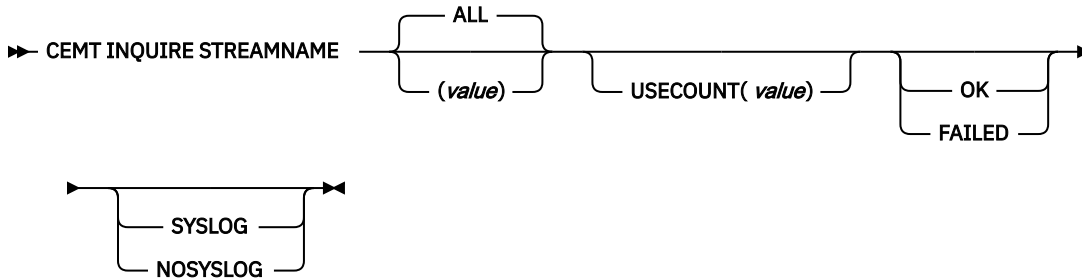 ALL
CEMT INQUIRE STREAMNAME
(value) USECOUNT( value) OK
FAILED
SYSLOG
NOSYSLOG